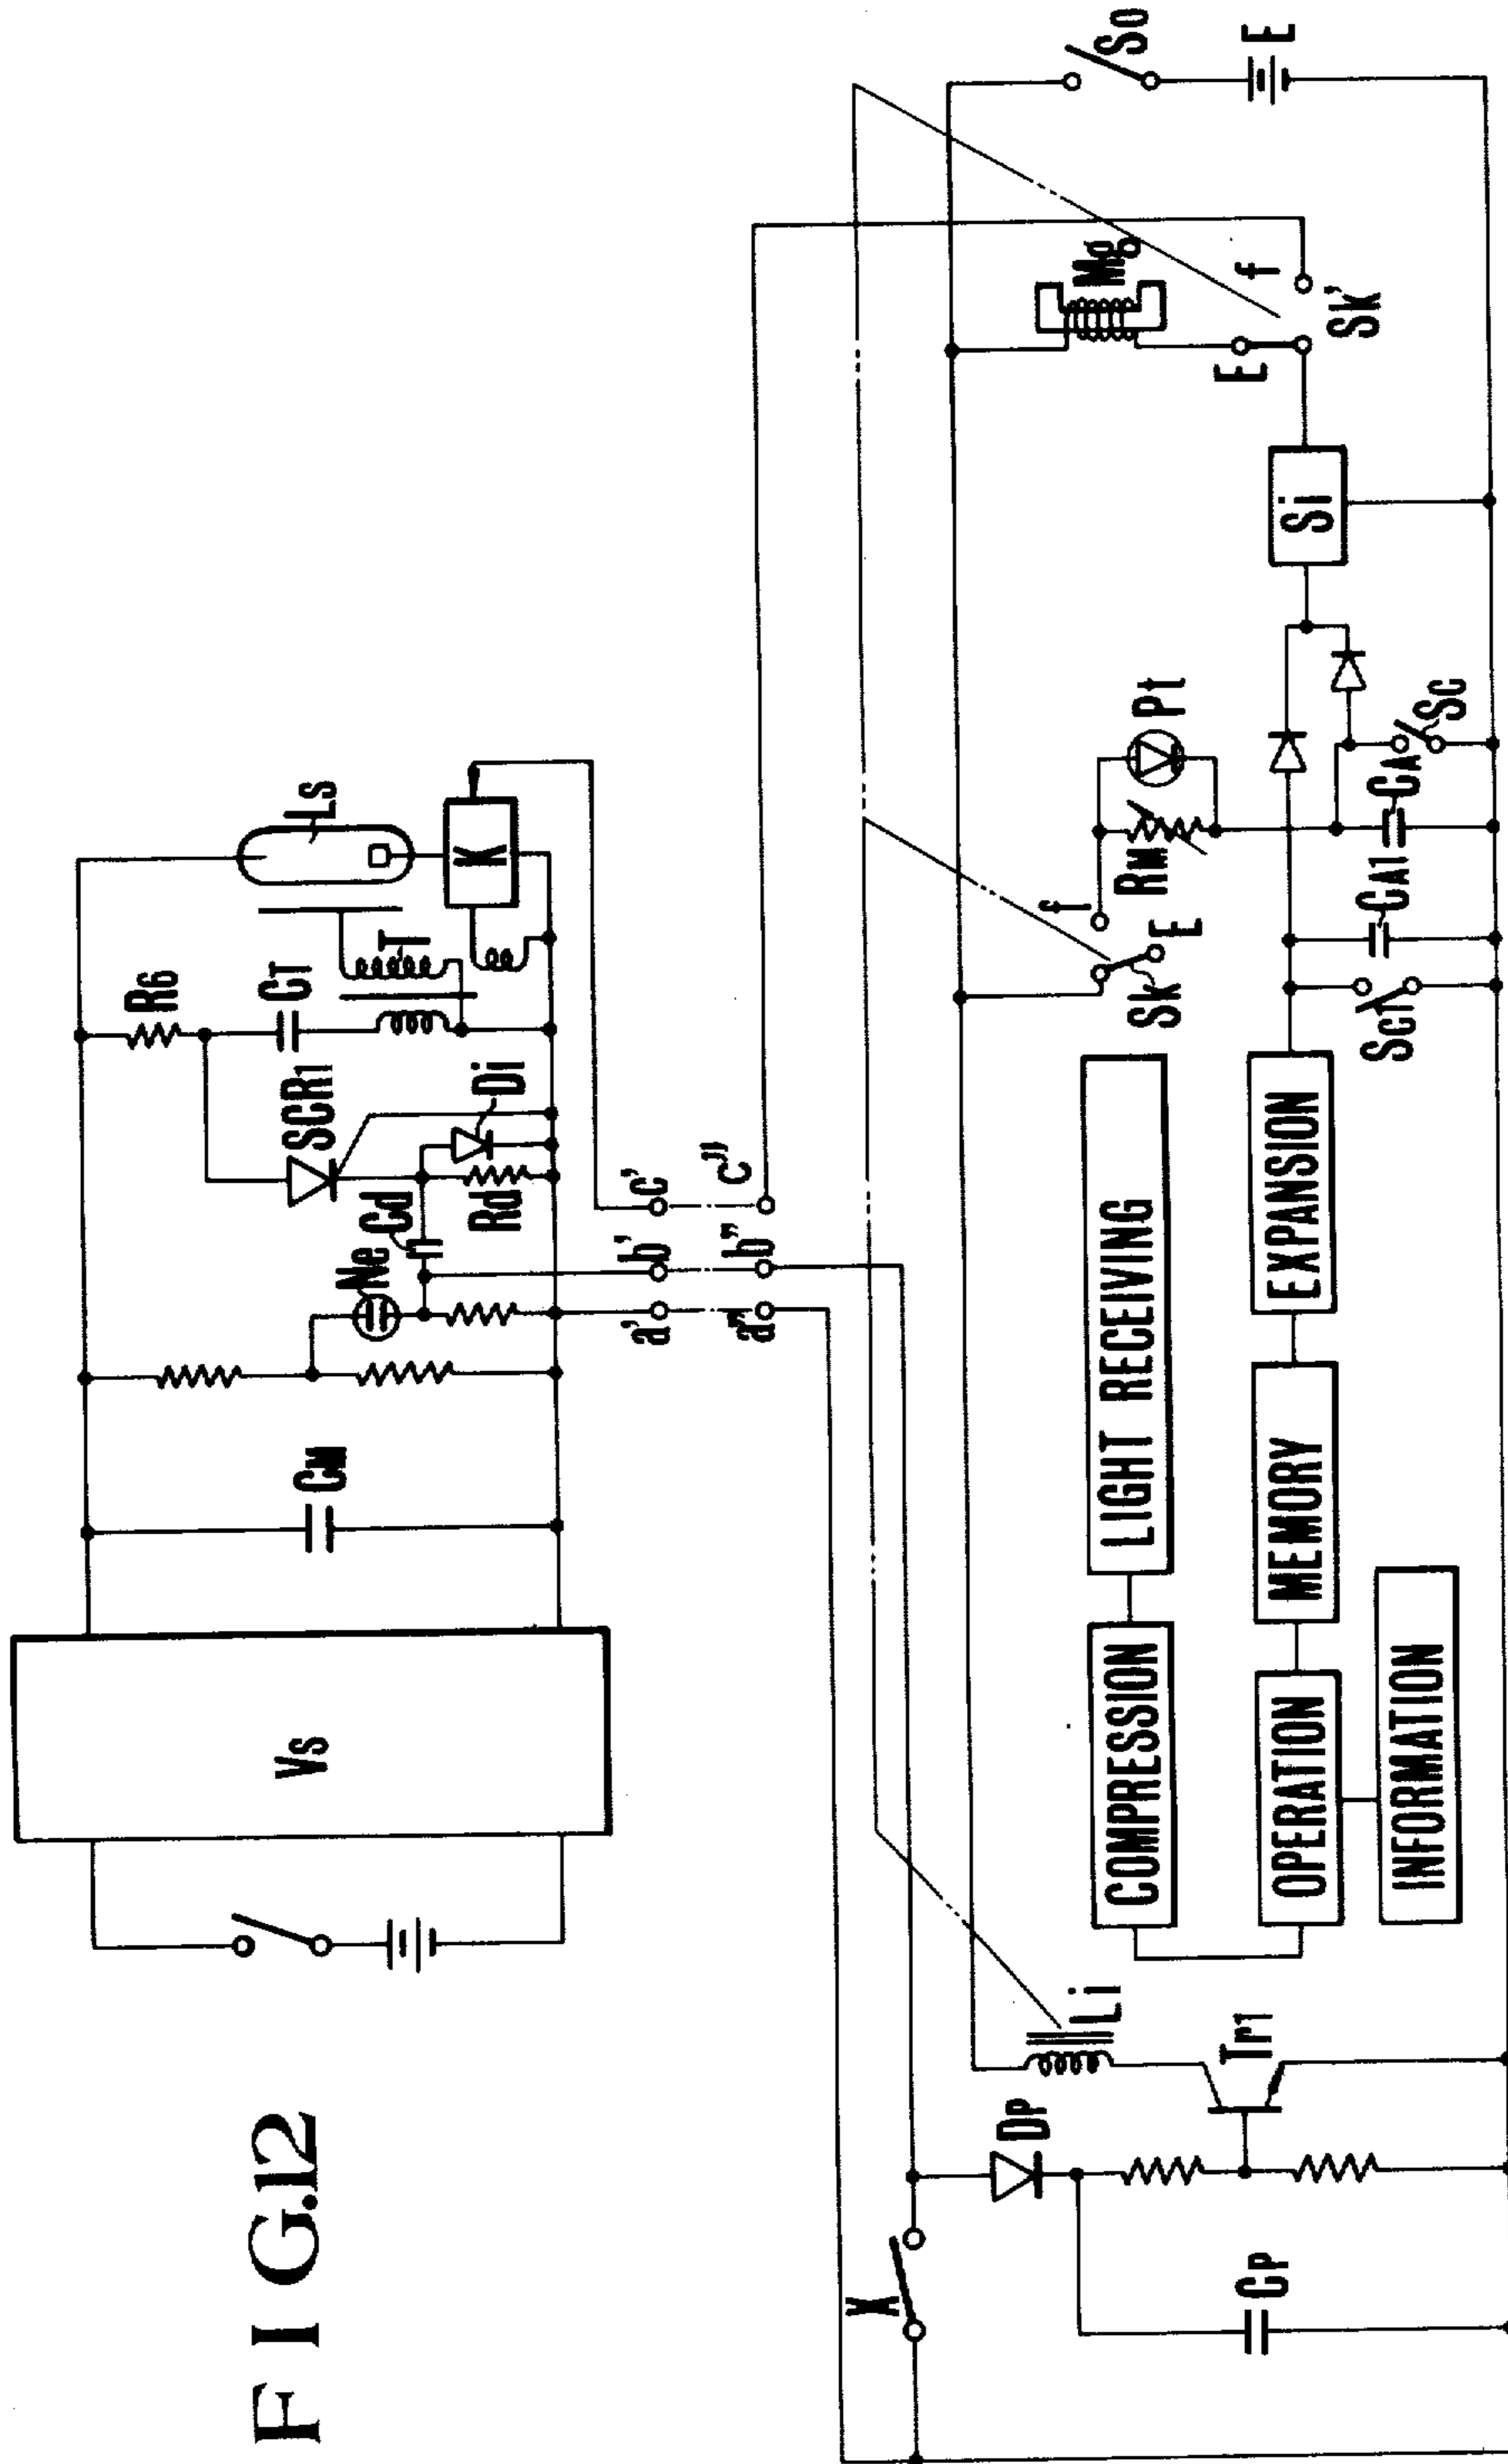 FIG.12
Vs
CM
Ne
Cd
SCR1
R6
CT
T
Ls
Di
Rd
K
a'
b'
c'
a"
b"
c"
X
DP
CP
Li
Tr1
COMPRESSION
LIGHT RECEIVING
OPERATION
MEMORY
EXPANSION
INFORMATION
Sk
f
E
RM
Pt
SC1
CA1
CA
SC
Si
Mg
E
f
Sk'
So
E